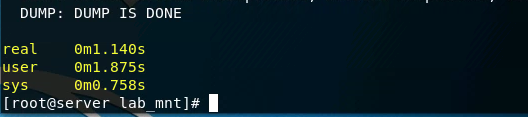 DUMP: DUMP IS DONE
real 0m1.140s
user 0m1.875s
sys 0m0.758s
[root@server lab_mnt]#